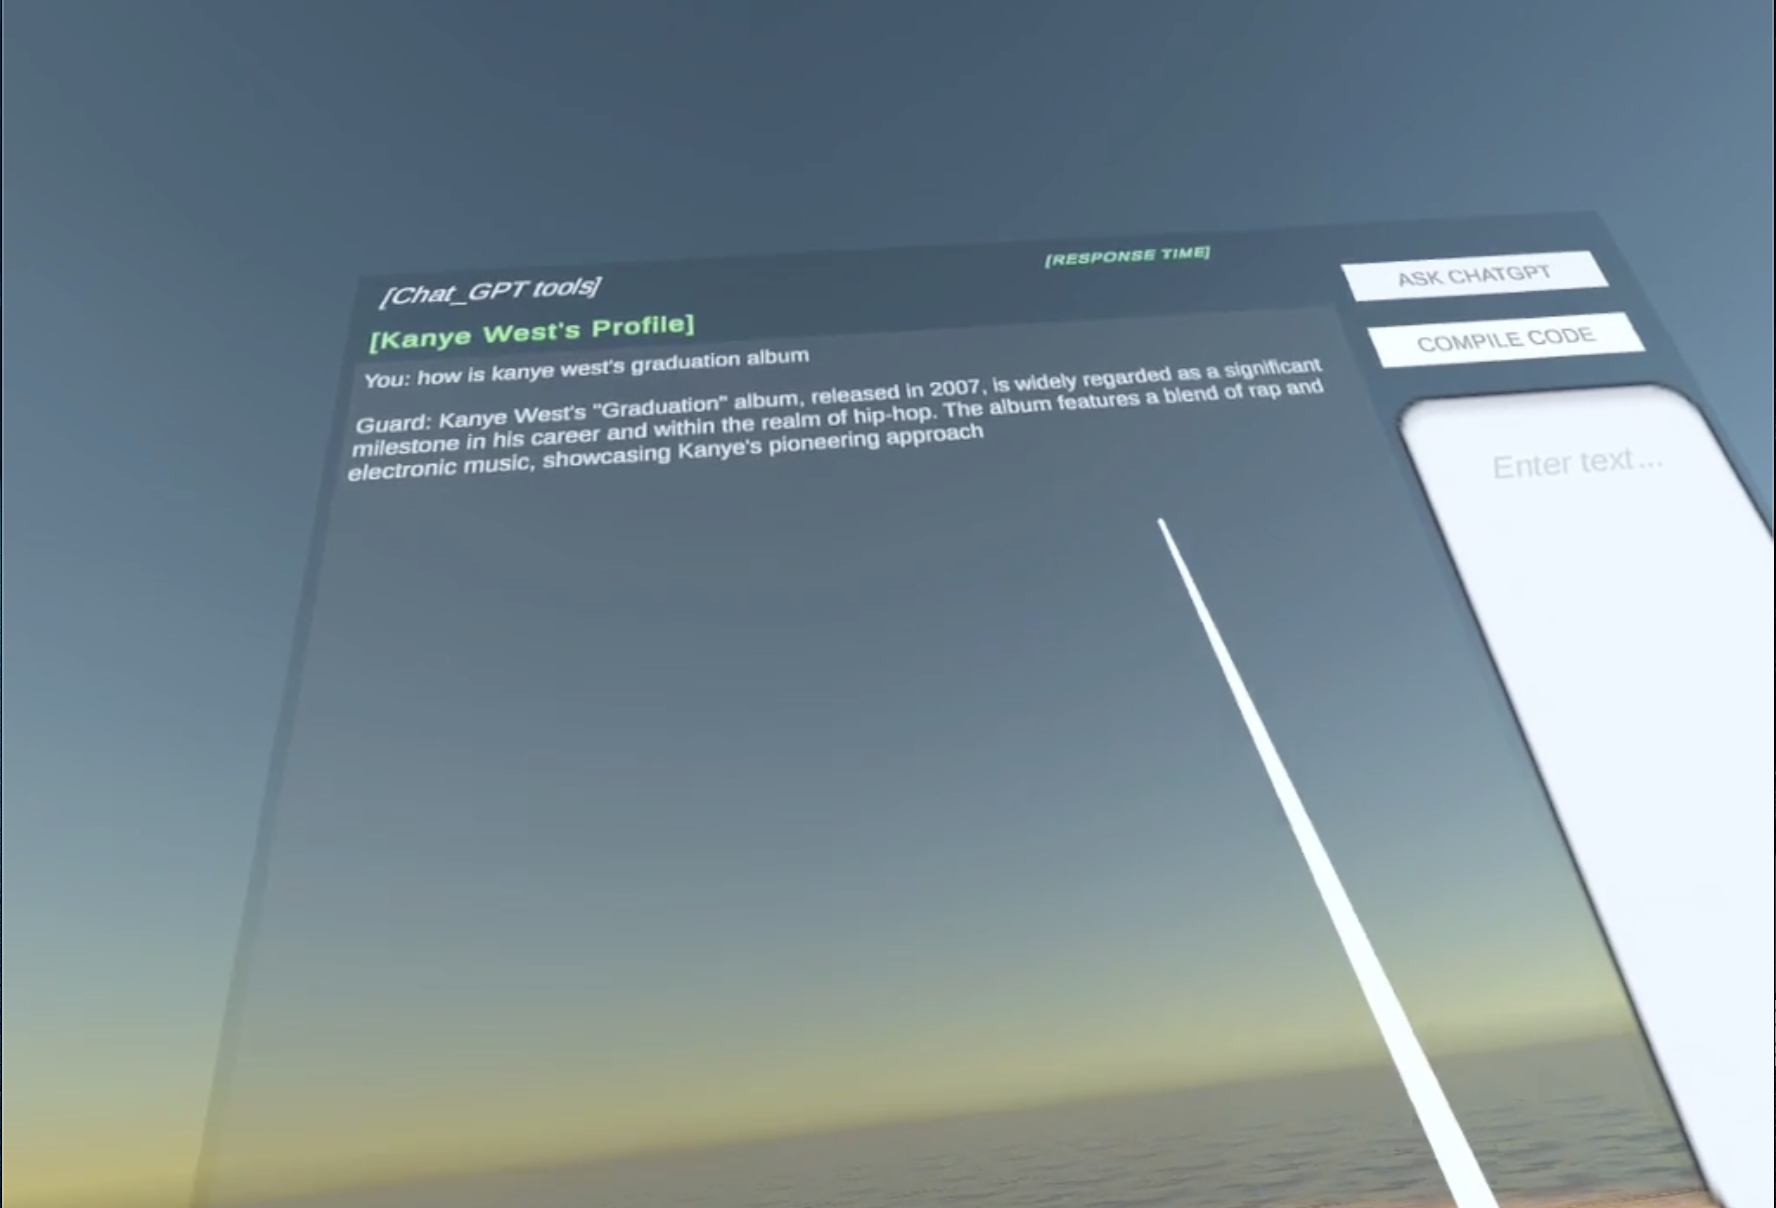 [Chat_GPT tools]
[RESPONSE TIME]
ASK CHATGPT
[Kanye West's Profile]
COMPILE CODE
You: how is kanye west's graduation album
Guard: Kanye West's "Graduation" album, released in 2007, is widely regarded as a significant
milestone in his career and within the realm of hip-hop. The album features a blend of rap and
electronic music, showcasing Kanye's pioneering approach
Enter text...